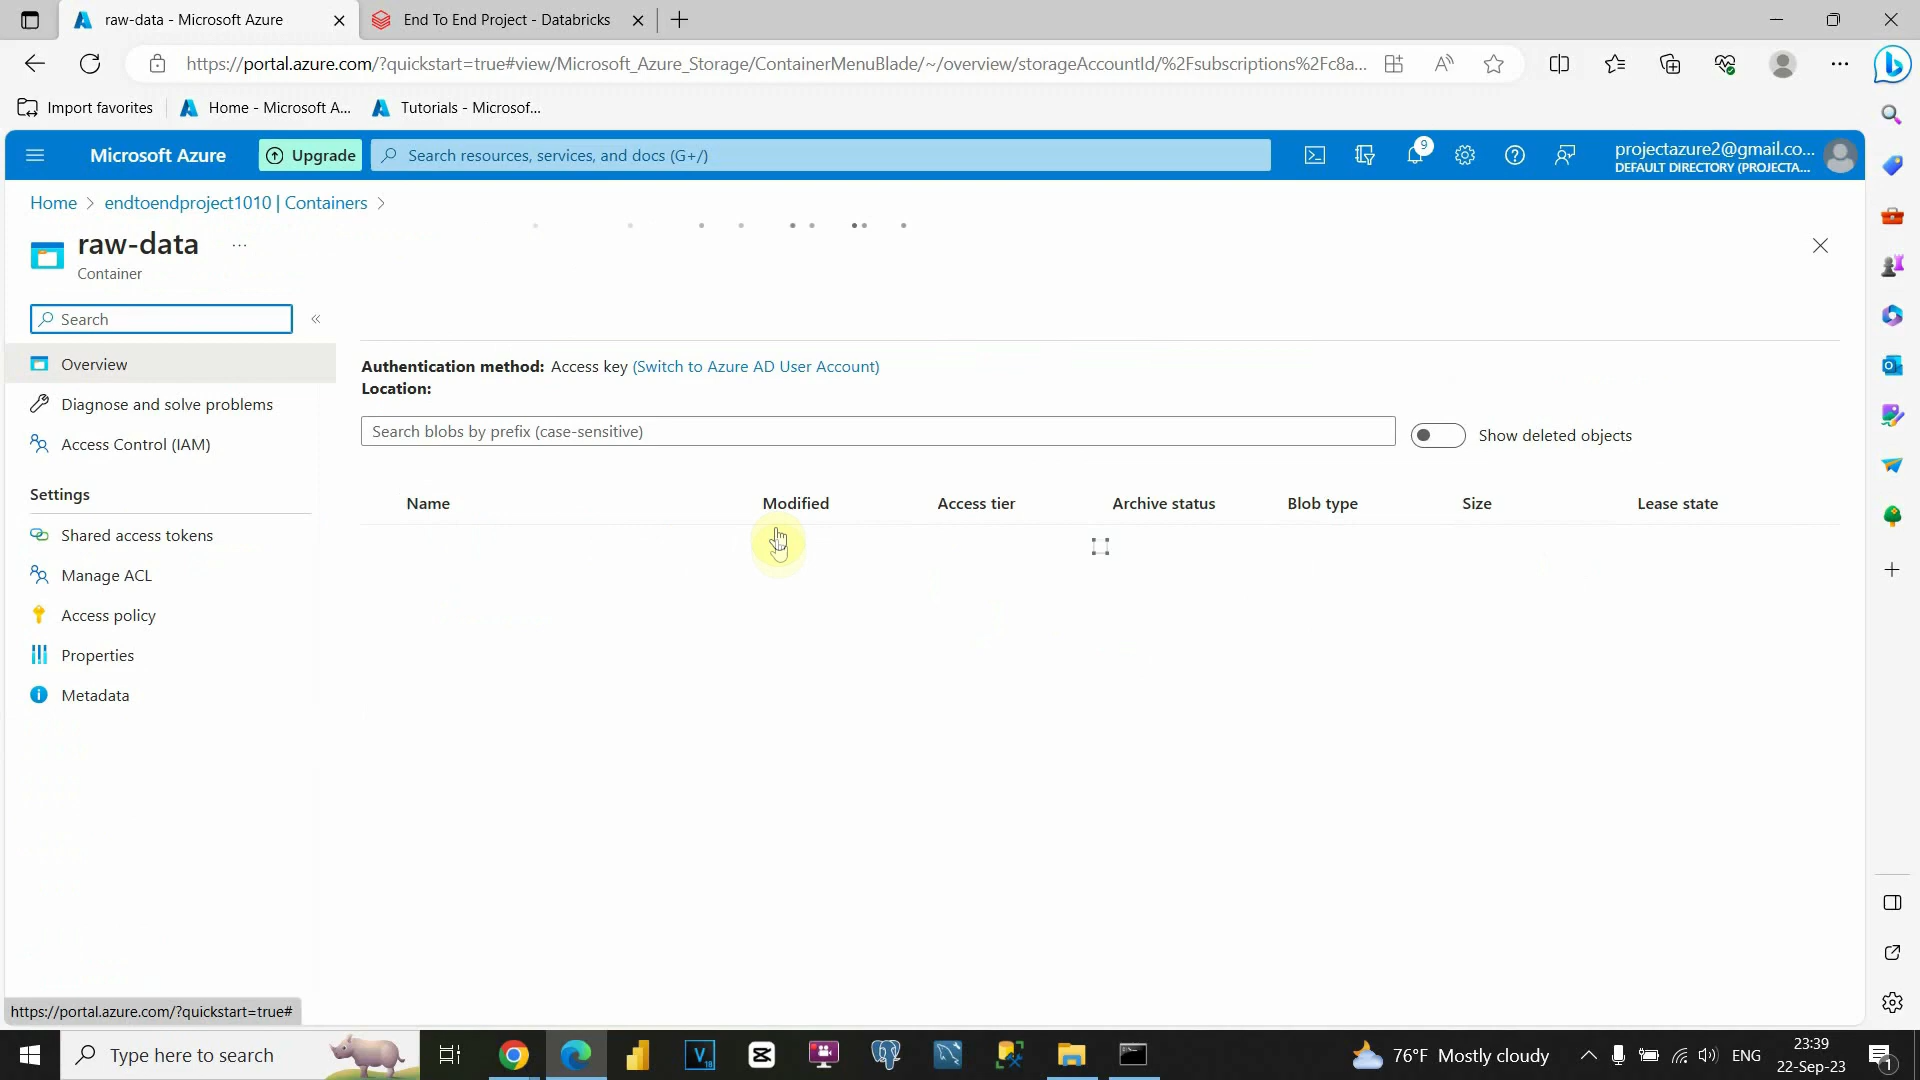 raw-data - Microsoft Azure
End To End Project - Databricks
https://portal.azure.com/?quickstart=true#view/Microsoft_Azure_Storage/ContainerMenuBlade/~/overview/storageAccountId/%2Fsubscriptions%2Fc8a...
Import favorites
Home - Microsoft A...
Tutorials - Microsof...
Microsoft Azure
Upgrade
Search resources, services, and docs (G+/)
9
projectazure2@gmail.co...
DEFAULT DIRECTORY (PROJECTA...
Home > endtoendproject1010 | Containers >
raw-data ...
Container
Search
«
Overview
Diagnose and solve problems
Access Control (IAM)
Settings
Shared access tokens
Manage ACL
Access policy
Properties
Metadata
Authentication method: Access key (Switch to Azure AD User Account)
Location:
Search blobs by prefix (case-sensitive)
Show deleted objects
Name Modified Access tier Archive status Blob type Size Lease state
https://portal.azure.com/?quickstart=true#
Type here to search
76°F Mostly cloudy
ENG
23:39
22-Sep-23
1